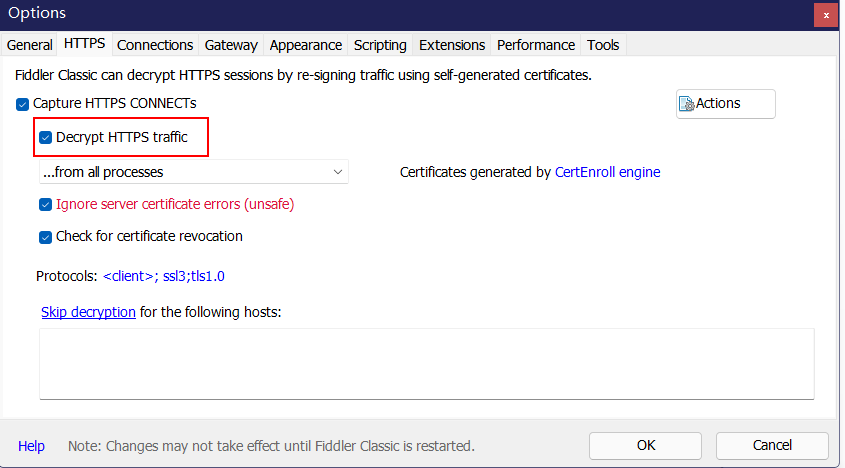 Options
x
General HTTPS Connections Gateway Appearance Scripting Extensions Performance Tools
Fiddler Classic can decrypt HTTPS sessions by re-signing traffic using self-generated certificates.
Capture HTTPS CONNECTs
Actions
Decrypt HTTPS traffic
...from all processes
Certificates generated by CertEnroll engine
Ignore server certificate errors (unsafe)
Check for certificate revocation
Protocols: <client>; ssl3;tls1.0
Skip decryption for the following hosts:
Help Note: Changes may not take effect until Fiddler Classic is restarted. OK Cancel